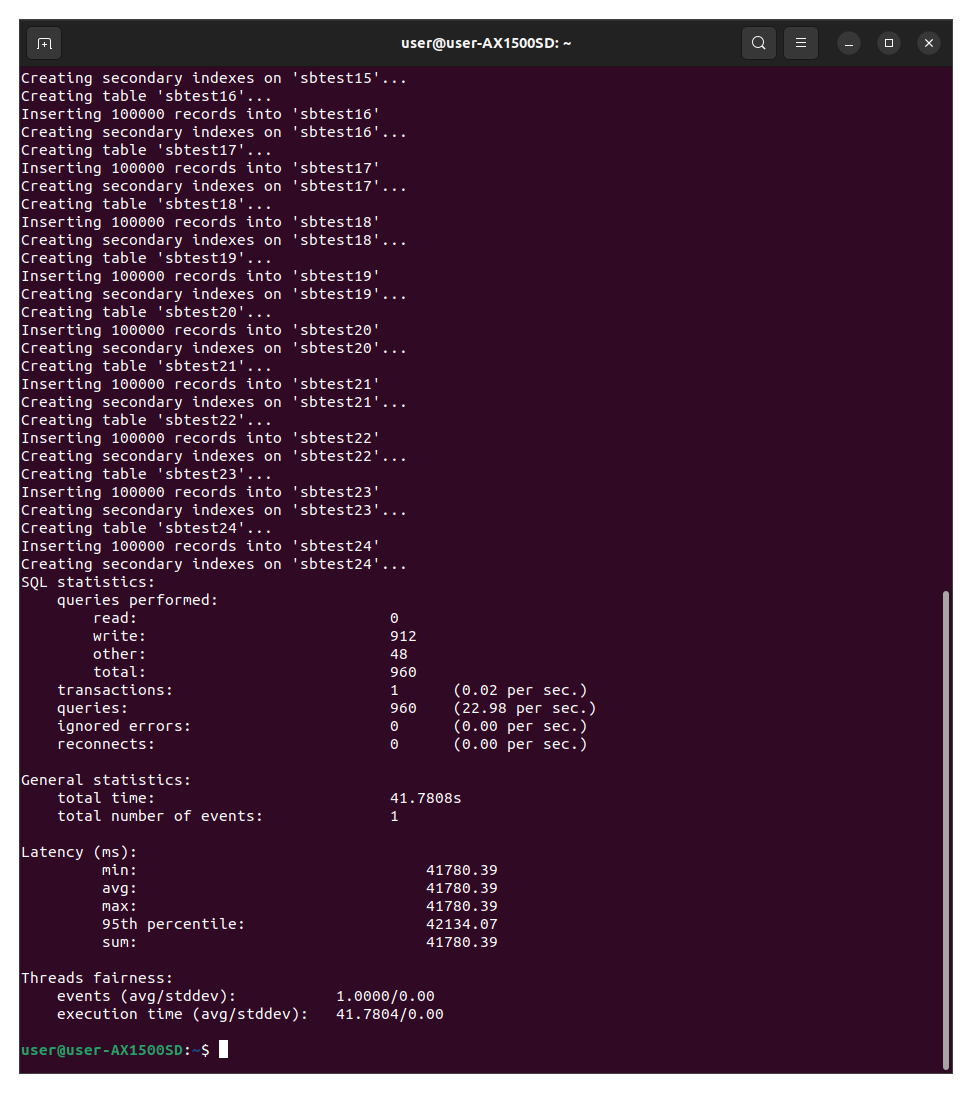 user@user-AX1500SD: ~
Creating secondary indexes on 'sbtest15'...
Creating table 'sbtest16'...
Inserting 100000 records into 'sbtest16'
Creating secondary indexes on 'sbtest16'...
Creating table 'sbtest17'...
Inserting 100000 records into 'sbtest17'
Creating secondary indexes on 'sbtest17'...
Creating table 'sbtest18'...
Inserting 100000 records into 'sbtest18'
Creating secondary indexes on 'sbtest18'...
Creating table 'sbtest19'...
Inserting 100000 records into 'sbtest19'
Creating secondary indexes on 'sbtest19'...
Creating table 'sbtest20'...
Inserting 100000 records into 'sbtest20'
Creating secondary indexes on 'sbtest20'...
Creating table 'sbtest21'...
Inserting 100000 records into 'sbtest21'
Creating secondary indexes on 'sbtest21'...
Creating table 'sbtest22'...
Inserting 100000 records into 'sbtest22'
Creating secondary indexes on 'sbtest22'...
Creating table 'sbtest23'...
Inserting 100000 records into 'sbtest23'
Creating secondary indexes on 'sbtest23'...
Creating table 'sbtest24'...
Inserting 100000 records into 'sbtest24'
Creating secondary indexes on 'sbtest24'...
SQL statistics:
    queries performed:
        read:                            0
        write:                           912
        other:                           48
        total:                           960
    transactions:                        1      (0.02 per sec.)
    queries:                             960    (22.98 per sec.)
    ignored errors:                      0      (0.00 per sec.)
    reconnects:                          0      (0.00 per sec.)

General statistics:
    total time:                          41.7808s
    total number of events:              1

Latency (ms):
         min:                                41780.39
         avg:                                41780.39
         max:                                41780.39
         95th percentile:                    42134.07
         sum:                                41780.39

Threads fairness:
    events (avg/stddev):           1.0000/0.00
    execution time (avg/stddev):   41.7804/0.00

user@user-AX1500SD:~$